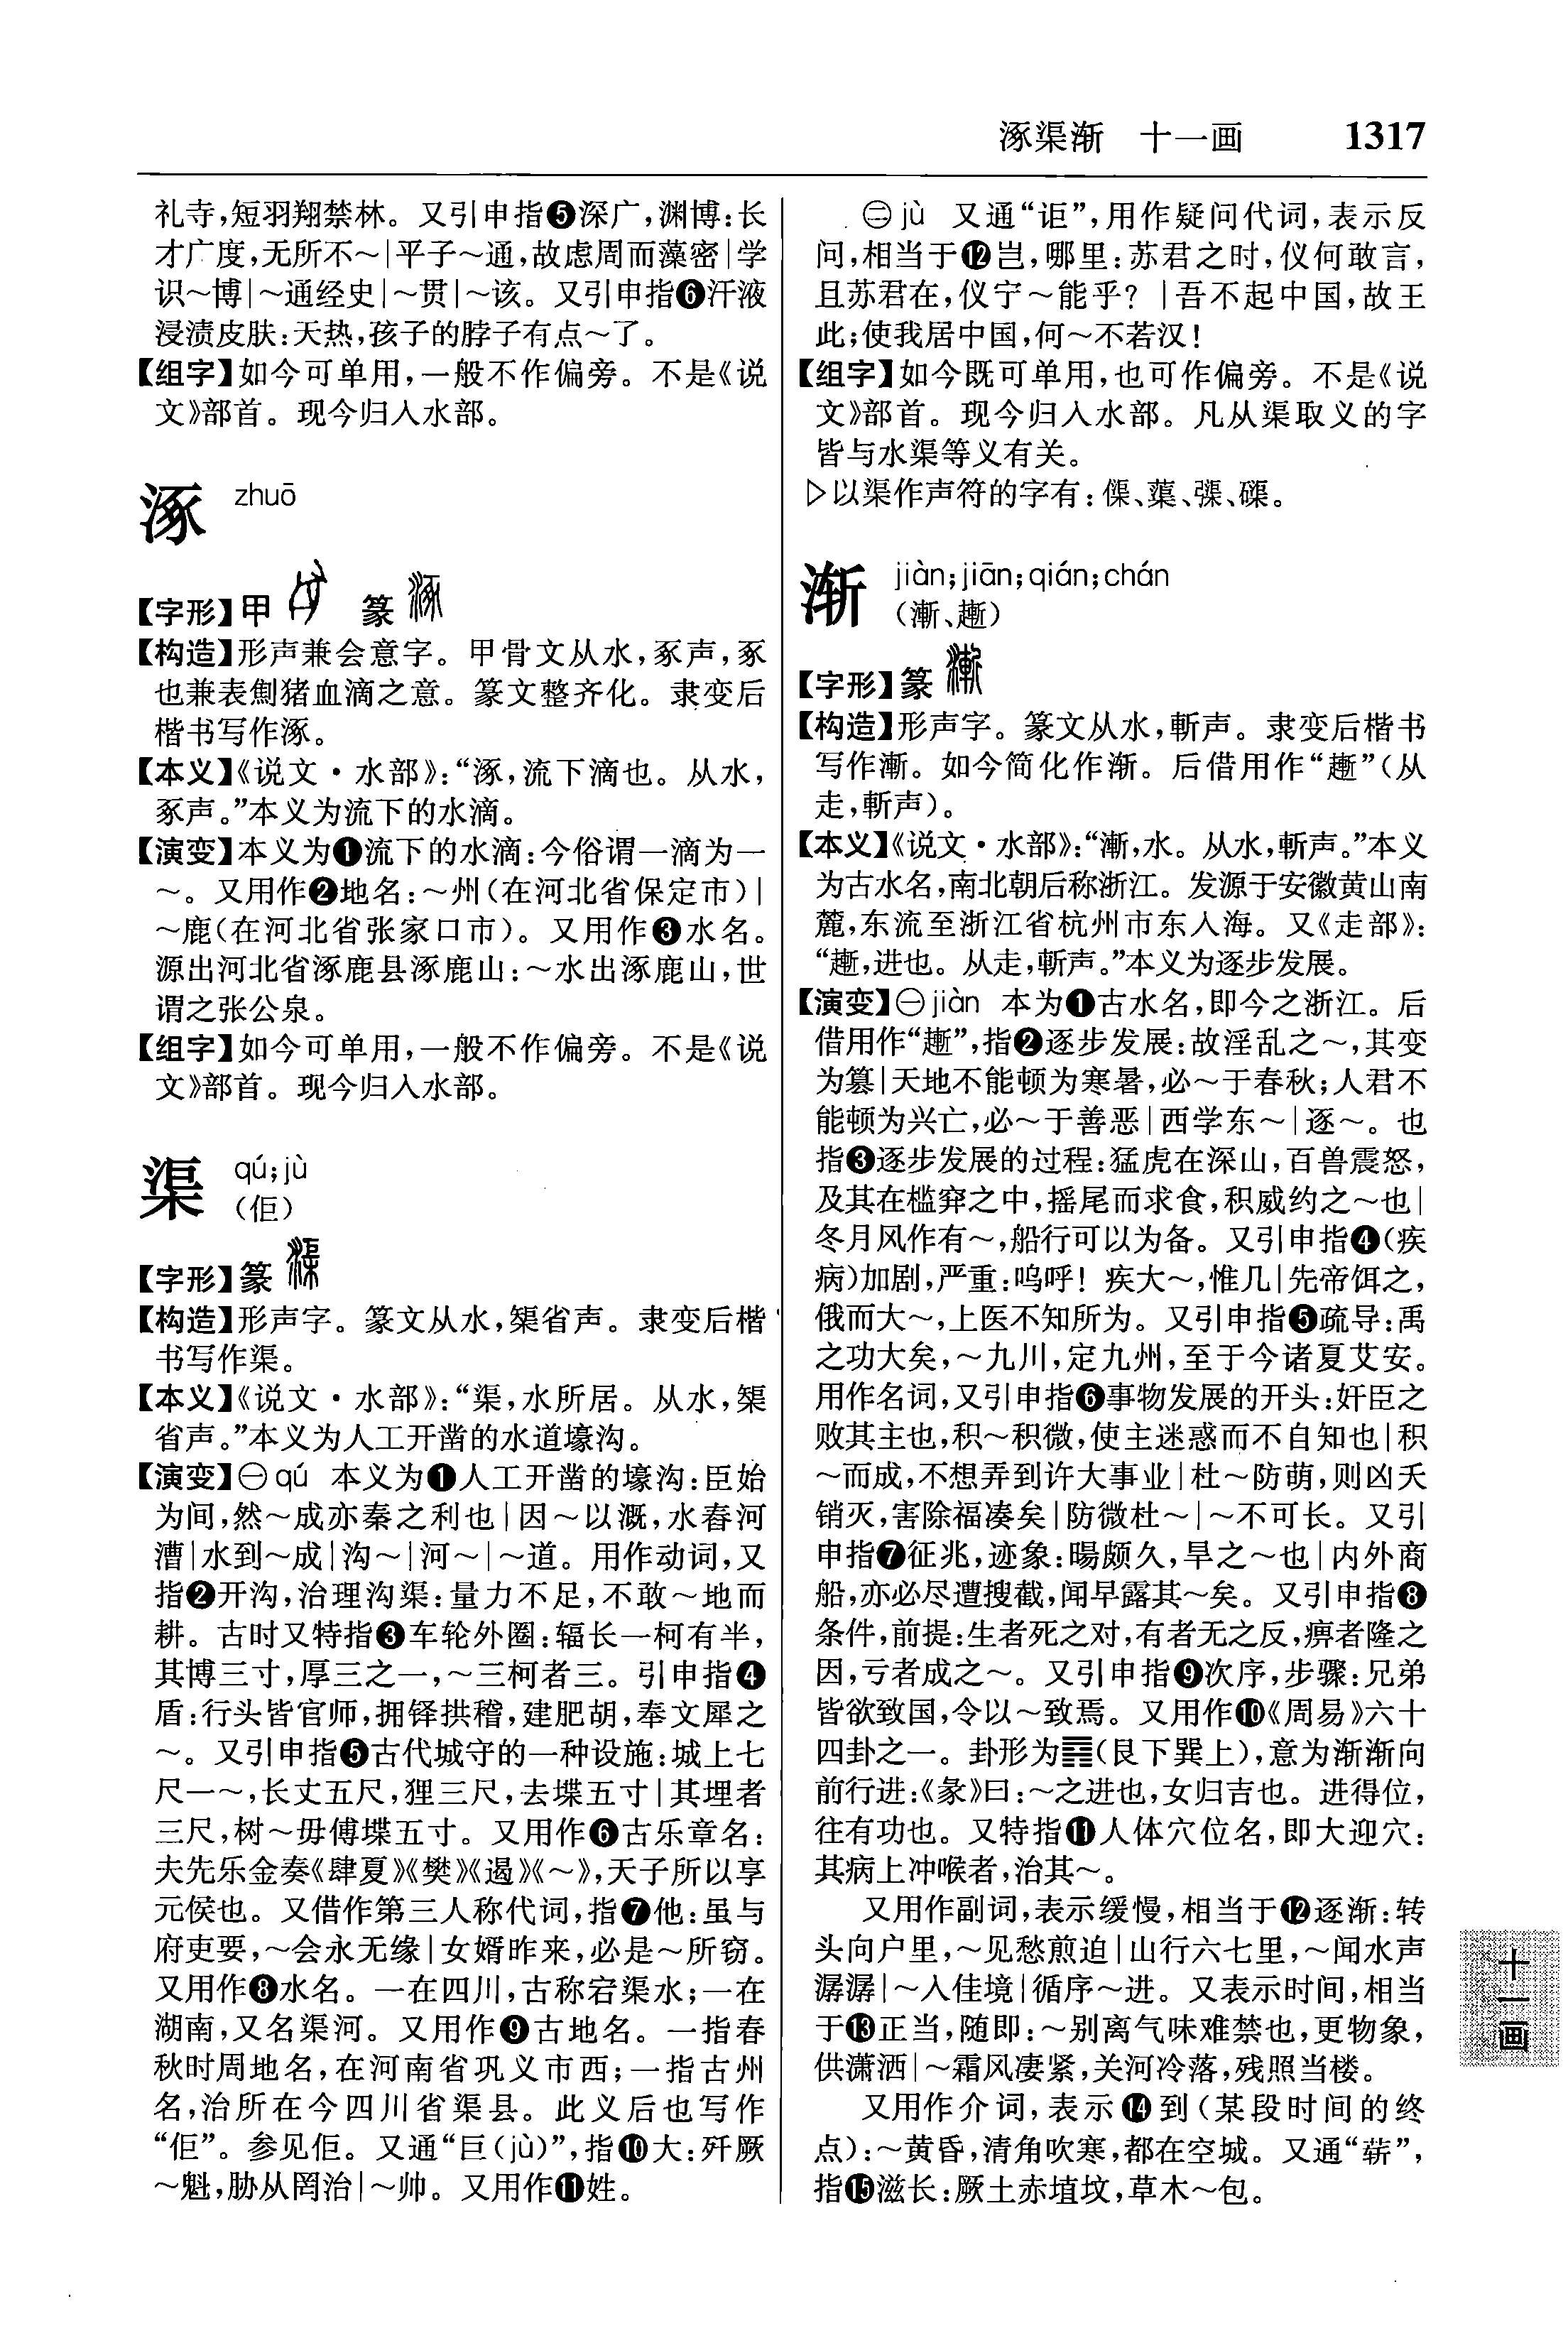 涿渠渐　十一画　1317
礼寺,短羽翔禁林。又引申指❺深广,渊博:长
才广度,无所不～|平子～通,故虑周而藻密|学
识～博|～通经史|～贯|～该。又引申指❻汗液
浸渍皮肤:天热,孩子的脖子有点～了。
【组字】如今可单用,一般不作偏旁。不是《说
文》部首。现今归入水部。
涿 zhuō
【字形】甲　篆
【构造】形声兼会意字。甲骨文从水,豖声,豖
也兼表劁猪血滴之意。篆文整齐化。隶变后
楷书写作涿。
【本义】《说文·水部》:“涿,流下滴也。从水,
豖声。”本义为流下的水滴。
【演变】本义为❶流下的水滴:今俗谓一滴为一
～。又用作❷地名:～州(在河北省保定市)|
～鹿(在河北省张家口市)。又用作❸水名。
源出河北省涿鹿县涿鹿山:～水出涿鹿山,世
谓之张公泉。
【组字】如今可单用,一般不作偏旁。不是《说
文》部首。现今归入水部。
渠 qú;jù
(佢)
【字形】篆
【构造】形声字。篆文从水,榘省声。隶变后楷
书写作渠。
【本义】《说文·水部》:“渠,水所居。从水,榘
省声。”本义为人工开凿的水道壕沟。
【演变】㊀qú 本义为❶人工开凿的壕沟:臣始
为间,然～成亦秦之利也|因～以溉,水舂河
漕|水到～成|沟～|河～|～道。用作动词,又
指❷开沟,治理沟渠:量力不足,不敢～地而
耕。古时又特指❸车轮外圈:辐长一柯有半,
其博三寸,厚三之一,～三柯者三。引申指❹
盾:行头皆官师,拥铎拱稽,建肥胡,奉文犀之
～。又引申指❺古代城守的一种设施:城上七
尺一～,长丈五尺,狸三尺,去堞五寸|其埋者
三尺,树～毋傅堞五寸。又用作❻古乐章名:
夫先乐金奏《肆夏》《樊》《遏》《～》,天子所以享
元侯也。又借作第三人称代词,指❼他:虽与
府吏要,～会永无缘|女婿昨来,必是～所窃。
又用作❽水名。一在四川,古称宕渠水;一在
湖南,又名渠河。又用作❾古地名。一指春
秋时周地名,在河南省巩义市西;一指古州
名,治所在今四川省渠县。此义后也写作
“佢”。参见佢。又通“巨(jù)”,指❿大:歼厥
～魁,胁从罔治|～帅。又用作⓫姓。
㊁jù 又通“讵”,用作疑问代词,表示反
问,相当于⓬岂,哪里:苏君之时,仪何敢言,
且苏君在,仪宁～能乎?|吾不起中国,故王
此;使我居中国,何～不若汉!
【组字】如今既可单用,也可作偏旁。不是《说
文》部首。现今归入水部。凡从渠取义的字
皆与水渠等义有关。
▷以渠作声符的字有:㑢、蕖、璖、磲。
渐 jiàn;jiān;qián;chán
(漸、䟅)
【字形】篆
【构造】形声字。篆文从水,斬声。隶变后楷书
写作漸。如今简化作渐。后借用作“䟅”(从
走,斬声)。
【本义】《说文·水部》:“漸,水。从水,斬声。”本义
为古水名,南北朝后称浙江。发源于安徽黄山南
麓,东流至浙江省杭州市东入海。又《走部》:
“䟅,进也。从走,斬声。”本义为逐步发展。
【演变】㊀jiàn 本为❶古水名,即今之浙江。后
借用作“䟅”,指❷逐步发展:故淫乱之～,其变
为篡|天地不能顿为寒暑,必～于春秋;人君不
能顿为兴亡,必～于善恶|西学东～|逐～。也
指❸逐步发展的过程:猛虎在深山,百兽震怒,
及其在槛穽之中,摇尾而求食,积威约之～也|
冬月风作有～,船行可以为备。又引申指❹(疾
病)加剧,严重:呜呼!疾大～,惟几|先帝饵之,
俄而大～,上医不知所为。又引申指❺疏导:禹
之功大矣,～九川,定九州,至于今诸夏艾安。
用作名词,又引申指❻事物发展的开头:奸臣之
败其主也,积～积微,使主迷惑而不自知也|积
～而成,不想弄到许大事业|杜～防萌,则凶夭
销灭,害除福凑矣|防微杜～|～不可长。又引
申指❼征兆,迹象:暘颇久,旱之～也|内外商
船,亦必尽遭搜截,闻早露其～矣。又引申指❽
条件,前提:生者死之对,有者无之反,痹者隆之
因,亏者成之～。又引申指❾次序,步骤:兄弟
皆欲致国,令以～致焉。又用作❿《周易》六十
四卦之一。卦形为䷴(艮下巽上),意为渐渐向
前行进:《彖》曰:～之进也,女归吉也。进得位,
往有功也。又特指⓫人体穴位名,即大迎穴:
其病上冲喉者,治其～。
又用作副词,表示缓慢,相当于⓬逐渐:转
头向户里,～见愁煎迫|山行六七里,～闻水声
潺潺|～入佳境|循序～进。又表示时间,相当
于⓭正当,随即:～别离气味难禁也,更物象,
供潇洒|～霜风凄紧,关河冷落,残照当楼。
又用作介词,表示⓮到(某段时间的终
点):～黄昏,清角吹寒,都在空城。又通“蔪”,
指⓯滋长:厥土赤埴坟,草木～包。
十一画